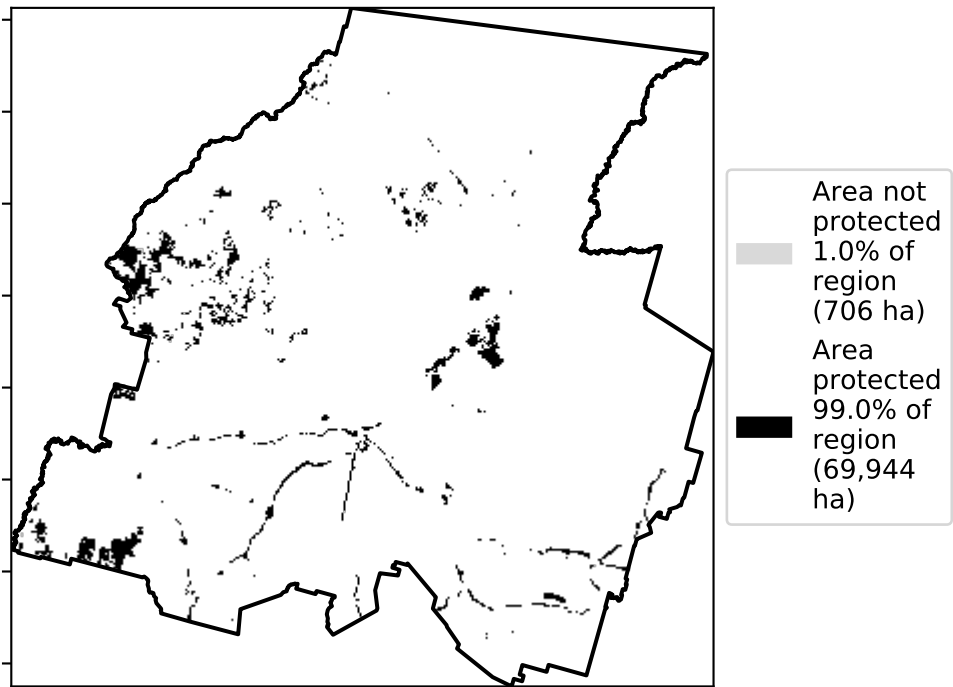 Area not
protected
1.0% of
region
(706 ha)
Area
protected
99.0% of
region
(69,944
ha)